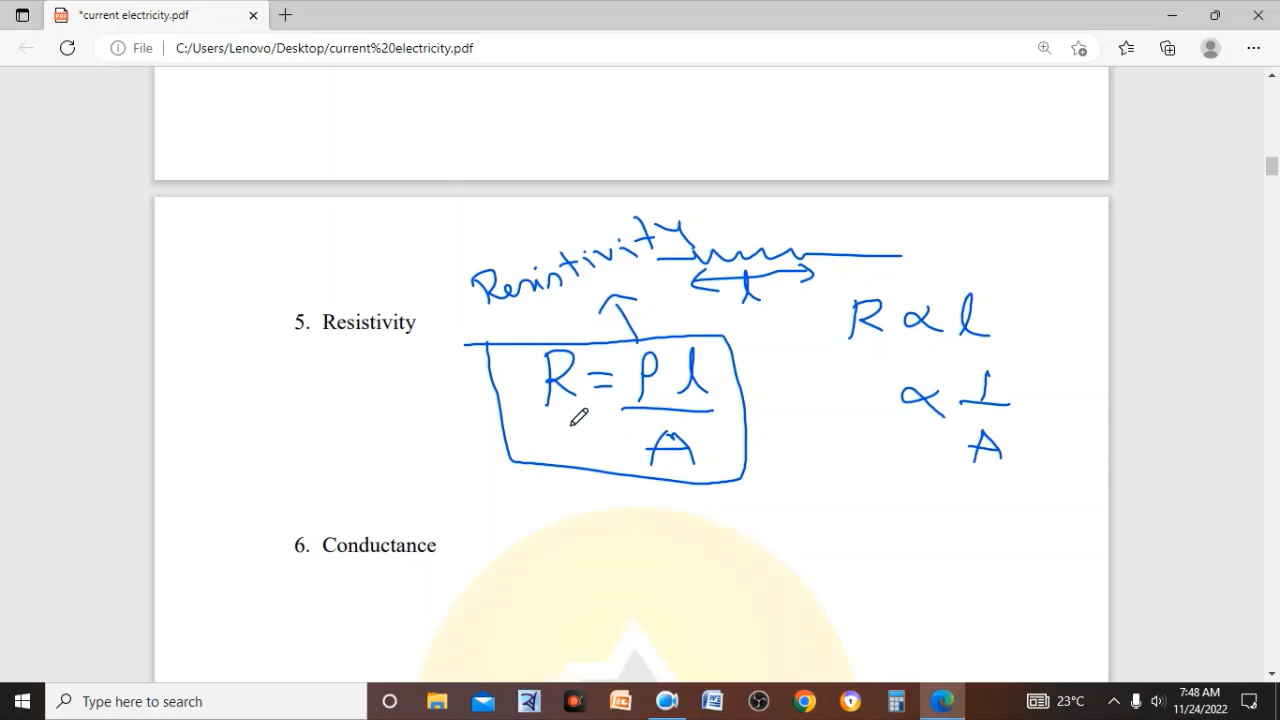 *current electricity.pdf
File
C:/Users/Lenovo/Desktop/current%20electricity.pdf
Resistivity
l
R ∝ l
5. Resistivity
R = ρ l
A
∝ 1
A
6. Conductance
Type here to search
23°C
7:48 AM
11/24/2022